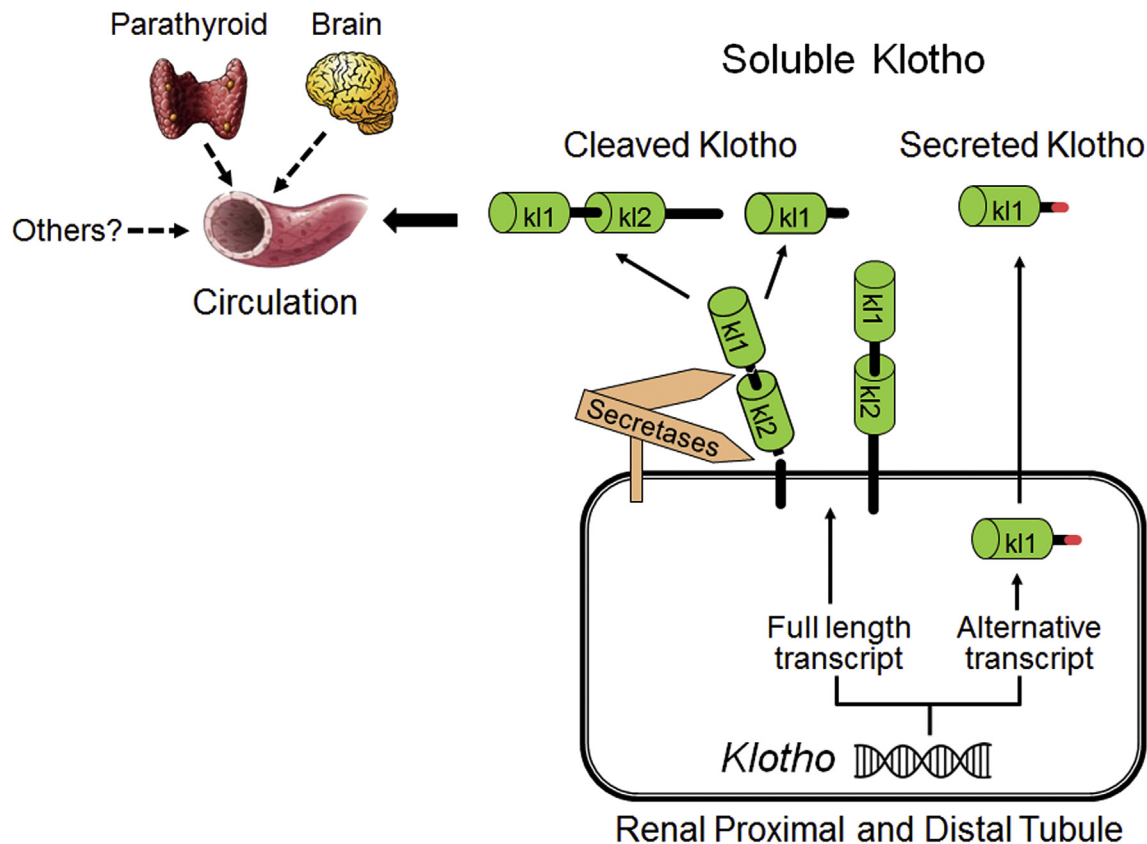 Parathyroid
Brain
Soluble Klotho
Cleaved Klotho
Secreted Klotho
kl1
kl2
kl1
kl1
Others?
Circulation
kl1
kl2
kl1
kl2
Secretases
kl1
Full length
transcript
Alternative
transcript
Klotho
Renal Proximal and Distal Tubule